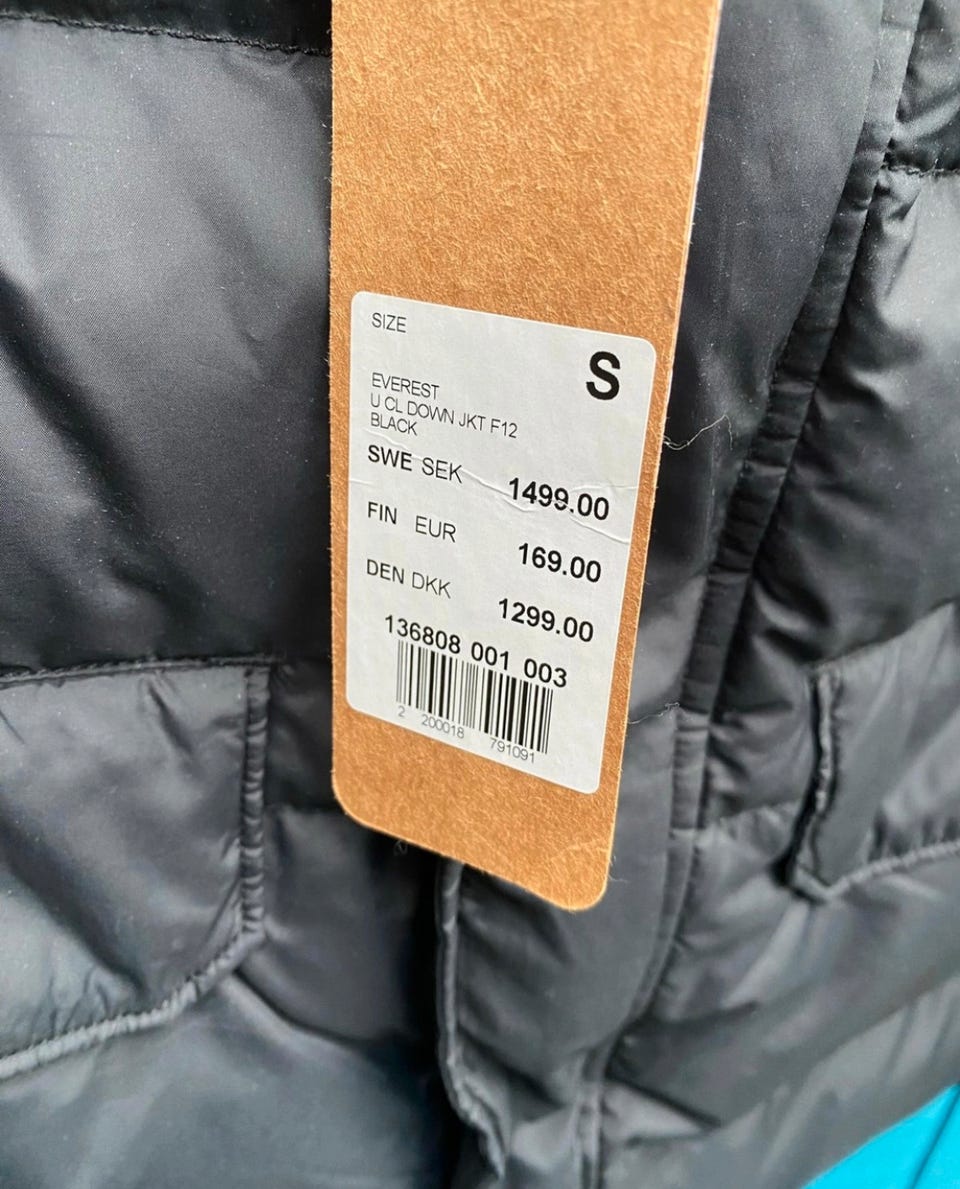 SIZE
S
EVEREST
U CL DOWN JKT F12
BLACK
SWE SEK 1499.00
FIN EUR 169.00
DEN DKK 1299.00
136808 001 003
2 200018 791091